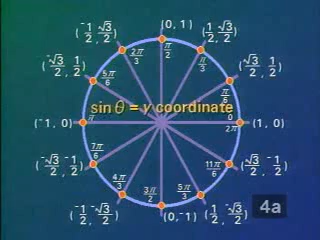 (0, 1)
(⁻1/2, √3/2)
(1/2, √3/2)
π/2
2π/3
π/3
(⁻√3/2, 1/2)
(√3/2, 1/2)
5π/6
π/6
sin θ = y coordinate
(⁻1, 0)
π
0
2π
(1, 0)
7π/6
11π/6
(⁻√3/2, ⁻1/2)
(√3/2, ⁻1/2)
4π/3
3π/2
5π/3
(⁻1/2, ⁻√3/2)
(0, ⁻1)
(1/2, ⁻√3/2)
4a